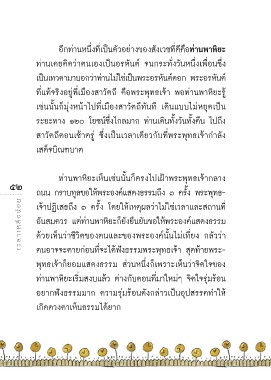 อีกท่านหนึ่งที่เป็นตัวอย่างของสังเวชที่ดีคือท่านพาหิยะ
ท่านเคยคิดว่าตนเองเป็นอรหันต์ จนกระทั่งวันหนึ่งเพื่อนซึ่ง
เป็นเทวดามาบอกว่าท่านไม่ใช่เป็นพระอรหันต์ดอก พระอรหันต์
ที่แท้จริงอยู่ที่เมืองสาวัตถี คือพระพุทธเจ้า พอท่านพาหิยะรู้
เช่นนั้นก็มุ่งหน้าไปที่เมืองสาวัตถีทันที เดินแบบไม่หยุดเป็น
ระยะทาง ๑๒๐ โยชน์ซึ่งไกลมาก ท่านเดินทั้งวันทั้งคืน ไปถึง
สาวัตถีตอนเช้าตรู่ ซึ่งเป็นเวลาเดียวกับที่พระพุทธเจ้ากำลัง
เสด็จบิณฑบาต
ท่านพาหิยะเห็นเช่นนั้นก็ตรงไปเฝ้าพระพุทธเจ้ากลาง
ถนน กราบทูลขอให้พระองค์แสดงธรรมถึง ๓ ครั้ง พระพุทธ-
เจ้าปฏิเสธถึง ๓ ครั้ง โดยให้เหตุผลว่าไม่ใช่เวลาและสถานที่
อันสมควร แต่ท่านพาหิยะก็ยังยืนยันขอให้พระองค์แสดงธรรม
ด้วยเห็นว่าชีวิตของตนและของพระองค์นั้นไม่เที่ยง กลัวว่า
ตนอาจจะตายก่อนที่จะได้ฟังธรรมพระพุทธเจ้า สุดท้ายพระ-
พุทธเจ้าก็ยอมแสดงธรรม ส่วนหนึ่งก็เพราะเห็นว่าจิตใจของ
ท่านพาหิยะเริ่มสงบแล้ว ต่างกับตอนที่มาใหม่ๆ จิตใจรุ่มร้อน
อยากฟังธรรมมาก ความรุ่มร้อนดังกล่าวเป็นอุปสรรคทำให้
เกิดดวงตาเห็นธรรมได้ยาก
๕๒